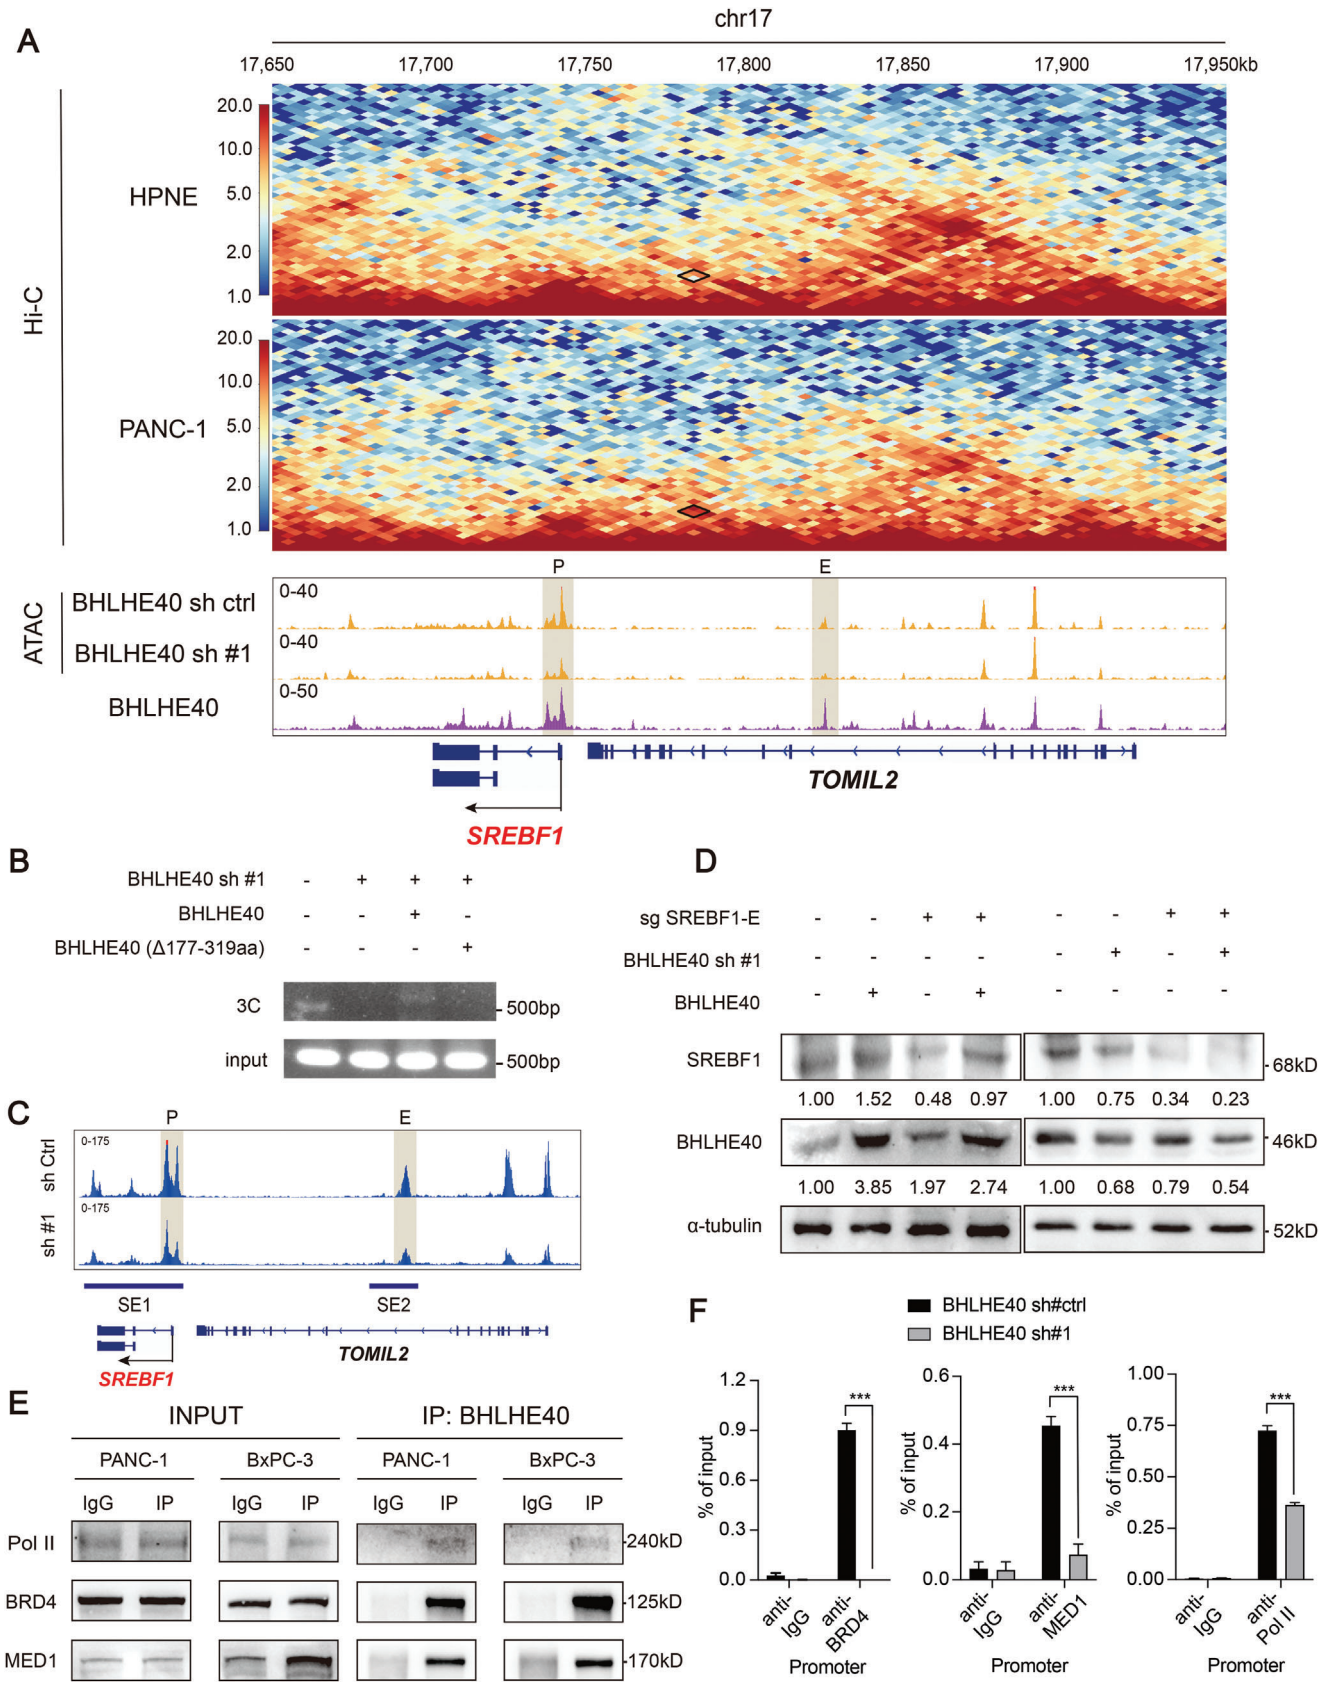 A
chr17
17,650 17,700 17,750 17,800 17,850 17,900 17,950kb
Hi-C
HPNE
20.0
10.0
5.0
2.0
1.0
PANC-1
20.0
10.0
5.0
2.0
1.0
P E
ATAC
BHLHE40 sh ctrl 0-40
BHLHE40 sh #1 0-40
BHLHE40 0-50
TOMIL2
SREBF1
B
BHLHE40 sh #1 - + + +
BHLHE40 - - + -
BHLHE40 (Δ177-319aa) - - - +
3C 500bp
input 500bp
C
P E
sh Ctrl 0-175
sh #1 0-175
SE1 SE2
TOMIL2
SREBF1
D
sg SREBF1-E - - + + - - + +
BHLHE40 sh #1 - - - - - + - +
BHLHE40 - + - + - - - -
SREBF1 68kD
1.00 1.52 0.48 0.97 1.00 0.75 0.34 0.23
BHLHE40 46kD
1.00 3.85 1.97 2.74 1.00 0.68 0.79 0.54
α-tubulin 52kD
E
INPUT IP: BHLHE40
PANC-1 BxPC-3 PANC-1 BxPC-3
IgG IP IgG IP IgG IP IgG IP
Pol II 240kD
BRD4 125kD
MED1 170kD
F
BHLHE40 sh#ctrl
BHLHE40 sh#1
% of input
1.2
0.9
0.6
0.3
0.0
***
anti-IgG
anti-BRD4
Promoter
% of input
0.6
0.4
0.2
0.0
***
anti-IgG
anti-MED1
Promoter
% of input
1.00
0.75
0.50
0.25
0.00
***
anti-IgG
anti-Pol II
Promoter